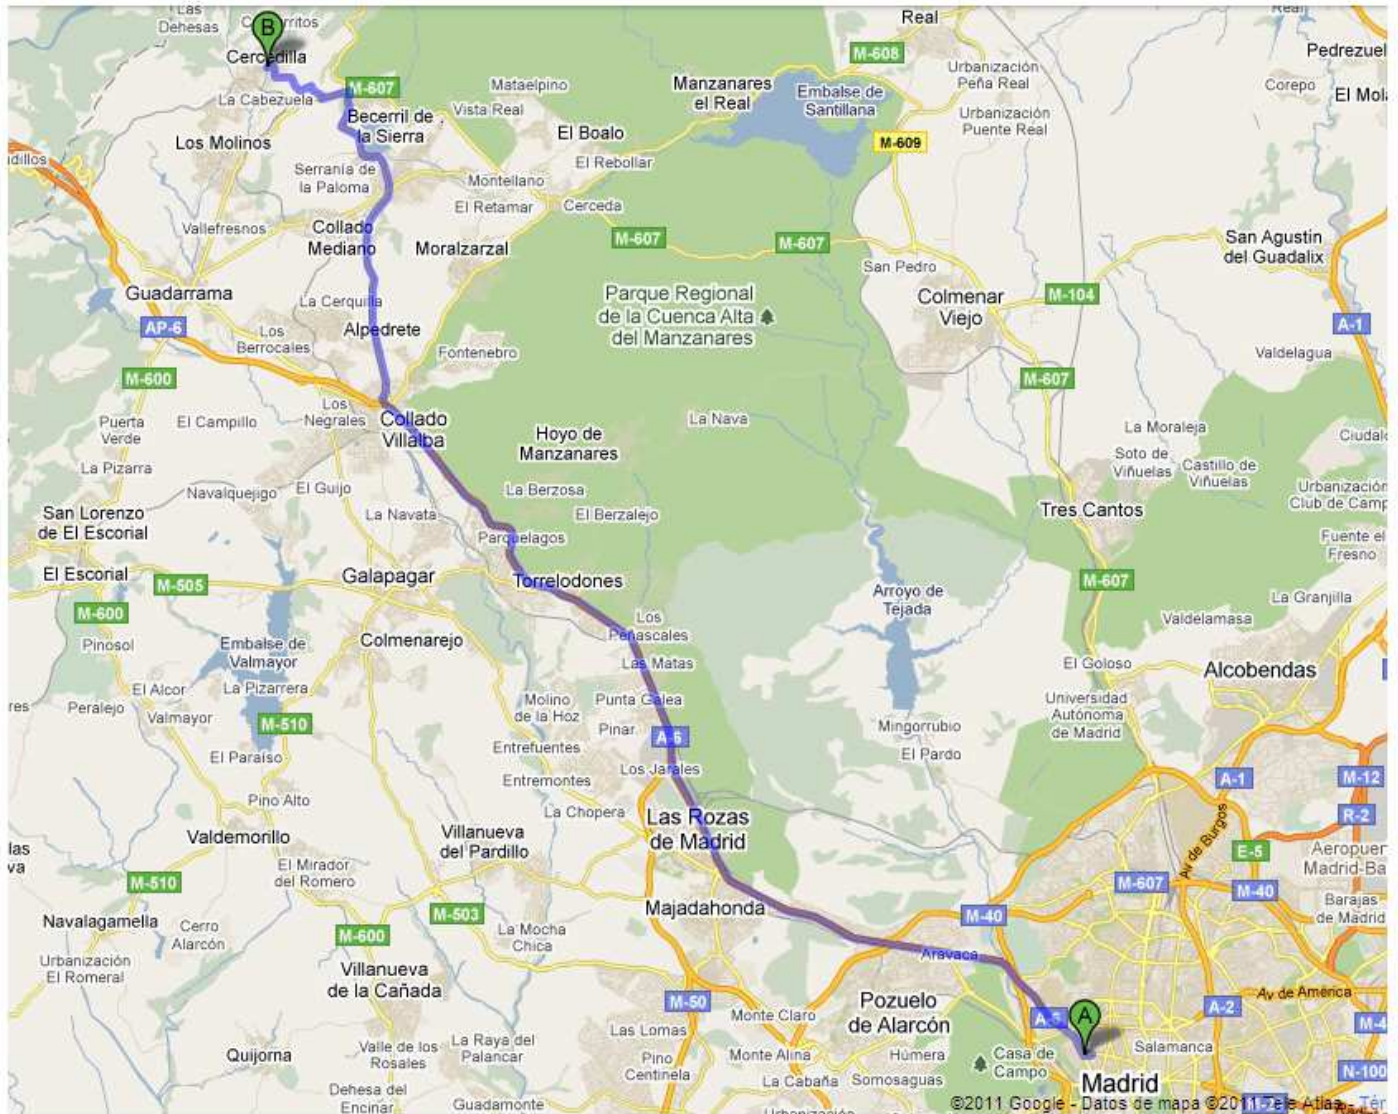 Las
Dehesas
B
Cercedilla
Real
Real
M-608
Pedrezuel
Urbanización
Peña Real
Corepo
El Mola
M-607
Mataelpino
Manzanares
el Real
Embalse de
Santillana
La Cabezuela
Vista Real
Urbanización
Puente Real
Becerril de
la Sierra
Los Molinos
El Boalo
M-609
El Rebollar
Serranía de
la Paloma
Montellano
El Retamar
Cerceda
Vallefresnos
Collado
Mediano
Moralzarzal
M-607
M-607
San Agustin
del Guadalix
San Pedro
Guadarrama
La Cerquilla
Parque Regional
de la Cuenca Alta
del Manzanares
Colmenar
Viejo
M-104
AP-6
Los
Berrocales
Alpedrete
A-1
Fontenebro
Valdelagua
M-600
M-607
Los
Negrales
Puerta
Verde
El Campillo
Collado
Villalba
La Nava
La Moraleja
Hoyo de
Manzanares
Ciudalc
La Pizarra
Soto de
Viñuelas
Castillo de
Viñuelas
Navalquejigo
El Guijo
La Berzosa
Urbanización
Club de Camp
San Lorenzo
de El Escorial
La Navata
El Berzalejo
Tres Cantos
Parquelagos
Fuente el
Fresno
El Escorial
M-505
Galapagar
Torrelodones
M-607
Arroyo de
Tejada
La Granjilla
M-600
Los
Peñascales
Valdelamasa
Pinosol
Embalse de
Valmayor
Colmenarejo
Las Matas
El Goloso
Alcobendas
El Alcor
La Pizarrera
res
Peralejo
Valmayor
Molino
de la Hoz
Punta Galea
Universidad
Autónoma
de Madrid
M-510
Pinar
A-6
Mingorrubio
El Paraíso
Entrefuentes
El Pardo
Los Jarales
A-1
M-12
Entremontes
Pino Alto
La Chopera
R-2
Las Rozas
de Madrid
Valdemorillo
Villanueva
del Pardillo
Av de Burgos
las
va
E-5
Aeropuer
Madrid-Ba
El Mirador
del Romero
M-510
M-607
M-40
Majadahonda
M-503
M-40
Barajas
de Madrid
Navalagamella
Cerro
Alarcón
M-600
La Mocha
Chica
Aravaca
Urbanización
El Romeral
Villanueva
de la Cañada
M-50
Pozuelo
de Alarcón
Av de América
A-2
A
Monte Claro
M-4
Las Lomas
Quijorna
Valle de los
Rosales
La Raya del
Palancar
Pino
Centinela
Monte Alina
Húmera
Casa de
Campo
Salamanca
La Cabaña
Somosaguas
N-100
Dehesa del
Encinar
Guadamonte
Madrid
©2011 Google - Datos de mapa ©2011 Tele Atlas -